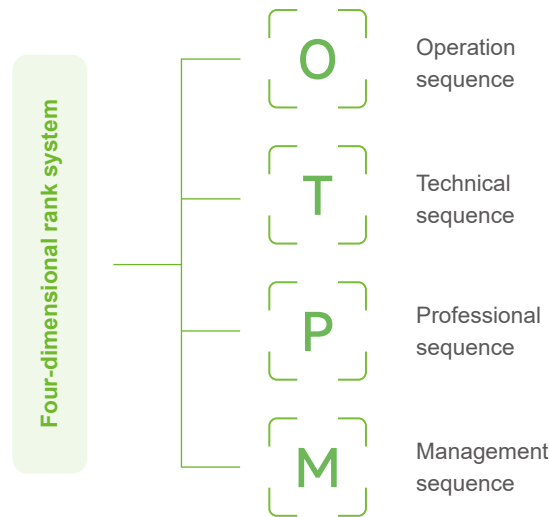 Four-dimensional rank system
O
Operation
sequence
T
Technical
sequence
P
Professional
sequence
M
Management
sequence